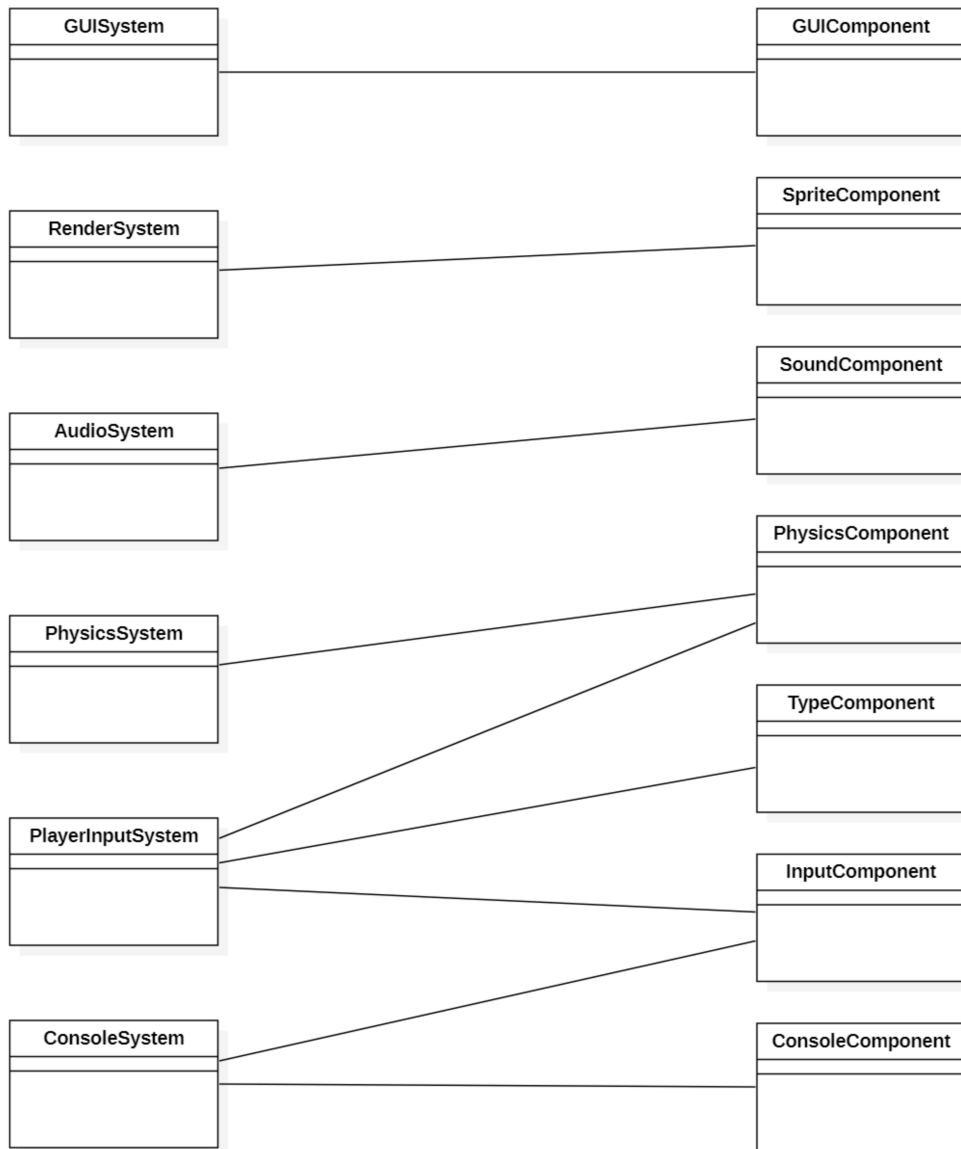 GUISystem
GUIComponent
SpriteComponent
RenderSystem
SoundComponent
AudioSystem
PhysicsComponent
PhysicsSystem
TypeComponent
PlayerInputSystem
InputComponent
ConsoleSystem
ConsoleComponent